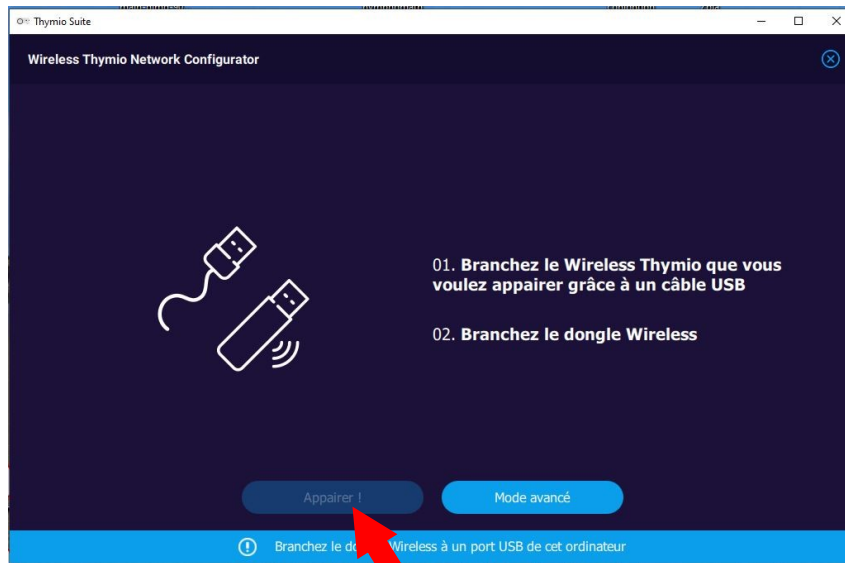 Thymio Suite
Wireless Thymio Network Configurator
01. Branchez le Wireless Thymio que vous
voulez appairer grâce à un câble USB
02. Branchez le dongle Wireless
Appairer !
Mode avancé
Branchez le Wireless à un port USB de cet ordinateur